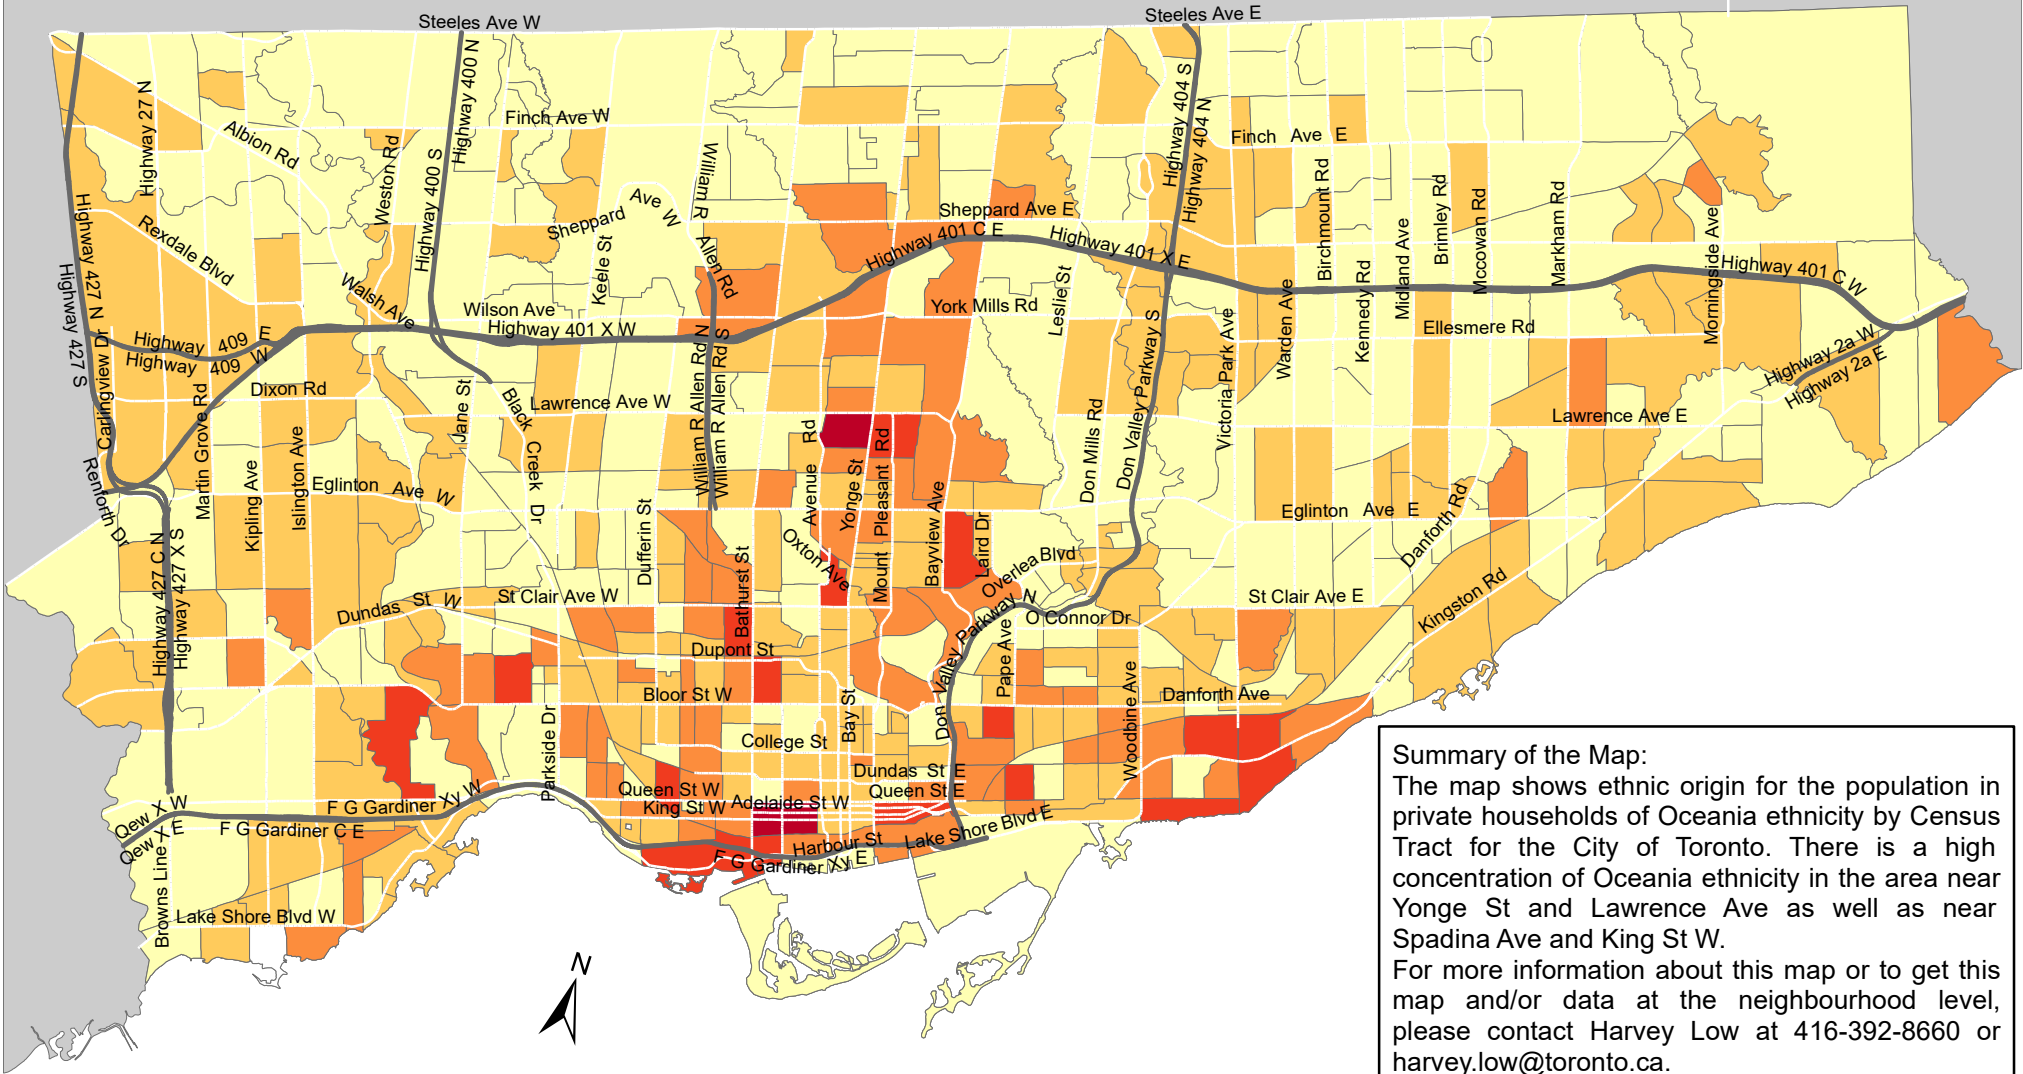 Steeles Ave W
Steeles Ave E
Highway 400 N
Highway 404 S
Highway 27 N
Finch Ave W
Albion Rd
Highway 404 N
Finch Ave E
Weston Rd
Highway 400 S
William R Allen Rd
Birchmount Rd
Brimley Rd
Mccowan Rd
Markham Rd
Highway 427 N
Sheppard Ave W
Sheppard Ave E
Rexdale Blvd
Keele St
Highway 401 C E
Highway 401 X E
Midland Ave
Morningside Ave
Highway 427 S
Walsh Ave
Leslie St
Kennedy Rd
Warden Ave
Highway 401 C W
Wilson Ave
York Mills Rd
Highway 401 X W
Ellesmere Rd
Highway 409 E
Highway 409 W
Carlingview Dr
Victoria Park Ave
Don Valley Parkway S
Highway 2a W
Highway 2a E
Dixon Rd
Martin Grove Rd
Jane St
Black Creek Dr
Lawrence Ave W
William R Allen Rd N
William R Allen Rd S
Lawrence Ave E
Avenue Rd
Yonge St
Mount Pleasant Rd
Don Mills Rd
Renforth Dr
Kipling Ave
Islington Ave
Eglinton Ave W
Bayview Ave
Laird Dr
Eglinton Ave E
Danforth Rd
Dufferin St
Bathurst St
Oxton Ave
Overlea Blvd
Highway 427 C N
Highway 427 X S
Dundas St W
St Clair Ave W
St Clair Ave E
Kingston Rd
Don Valley Parkway N
O Connor Dr
Pape Ave
Dupont St
Woodbine Ave
Bloor St W
Danforth Ave
Parkside Dr
Bay St
College St
Dundas St E
Queen St W
Queen St E
King St W
Adelaide St W
F G Gardiner Xy W
Qew X W
F G Gardiner C E
Qew X E
Harbour St
Lake Shore Blvd E
F G Gardiner Xy E
Browns Line
Lake Shore Blvd W
N
Summary of the Map:
The map shows ethnic origin for the population in
private households of Oceania ethnicity by Census
Tract for the City of Toronto. There is a high
concentration of Oceania ethnicity in the area near
Yonge St and Lawrence Ave as well as near
Spadina Ave and King St W.
For more information about this map or to get this
map and/or data at the neighbourhood level,
please contact Harvey Low at 416-392-8660 or
harvey.low@toronto.ca.